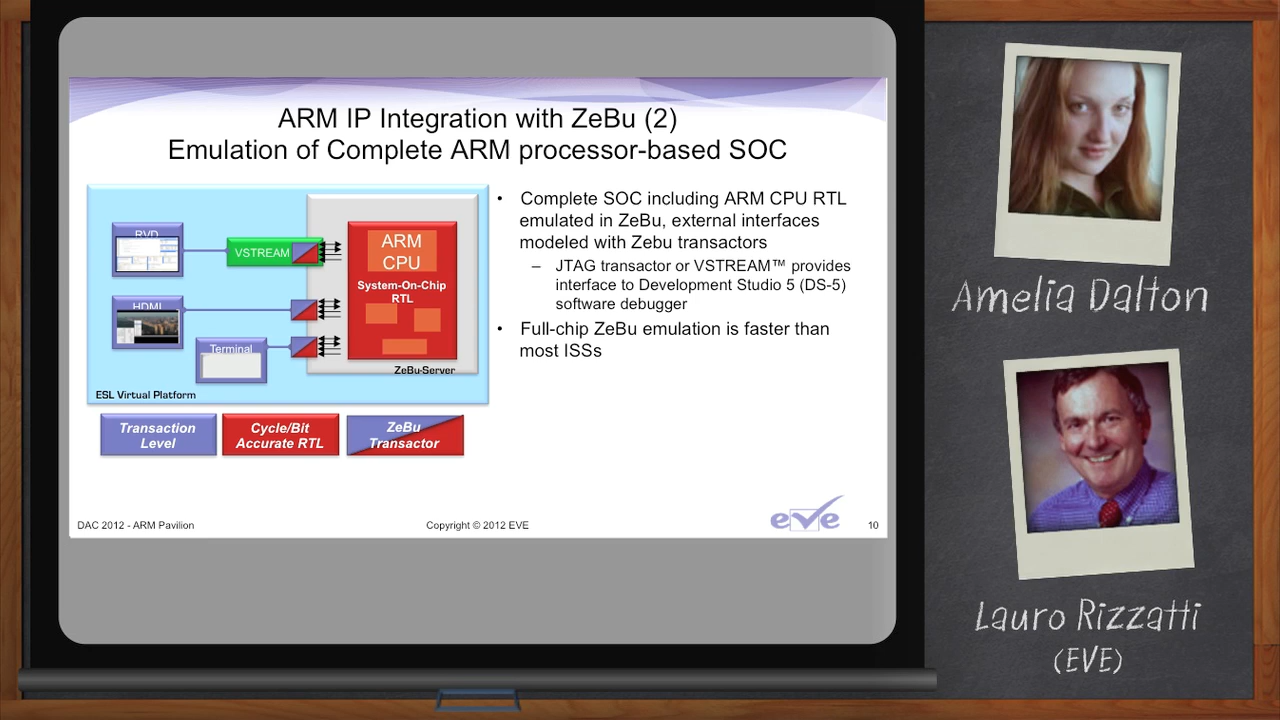 ARM IP Integration with ZeBu (2)
Emulation of Complete ARM processor-based SOC
RVD
VSTREAM
HDMI
Terminal
ARM
CPU
System-On-Chip
RTL
ZeBu-Server
ESL Virtual Platform
Transaction
Level
Cycle/Bit
Accurate RTL
ZeBu
Transactor
• Complete SOC including ARM CPU RTL
emulated in ZeBu, external interfaces
modeled with Zebu transactors
– JTAG transactor or VSTREAM™ provides
interface to Development Studio 5 (DS-5)
software debugger
• Full-chip ZeBu emulation is faster than
most ISSs
DAC 2012 - ARM Pavilion
Copyright © 2012 EVE
eve
10
Amelia Dalton
Lauro Rizzatti
(EVE)